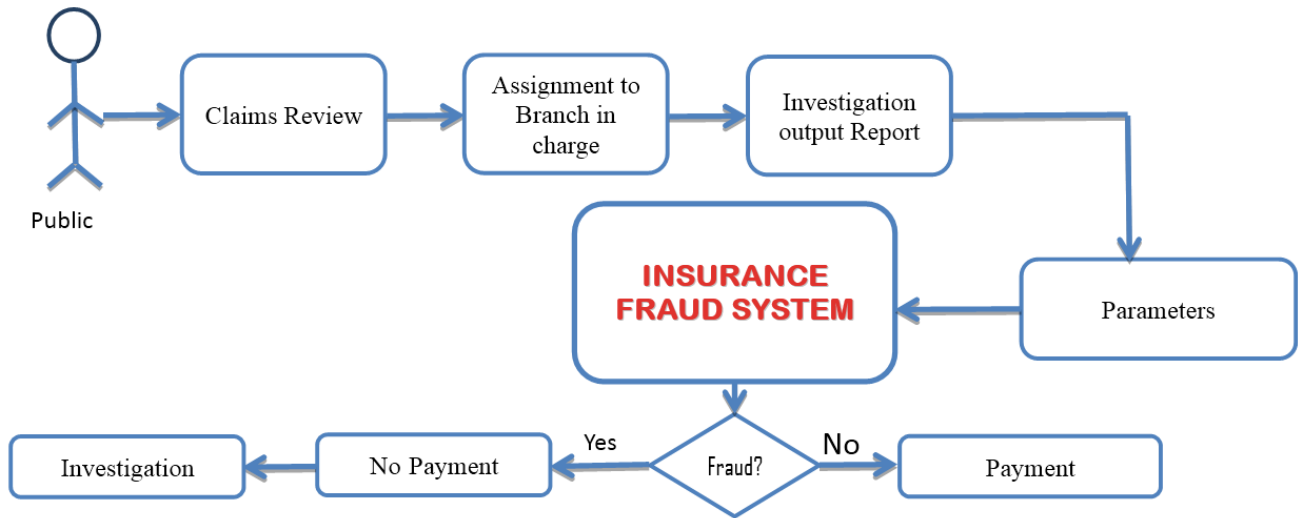 Claims Review
Assignment to
Branch in
charge
Investigation
output Report
Public
INSURANCE
FRAUD SYSTEM
Parameters
Investigation
No Payment
Yes
Fraud?
No
Payment